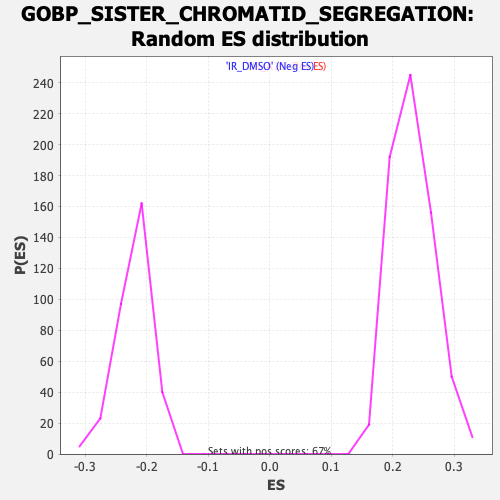 GOBP_SISTER_CHROMATID_SEGREGATION:
Random ES distribution
'IR_DMSO' (Neg ES)
ES)
240
220
200
180
160
140
120
100
80
60
40
20
0
P(ES)
Sets with pos scores: 67%
-0.3 -0.2 -0.1 0.0 0.1 0.2 0.3
ES